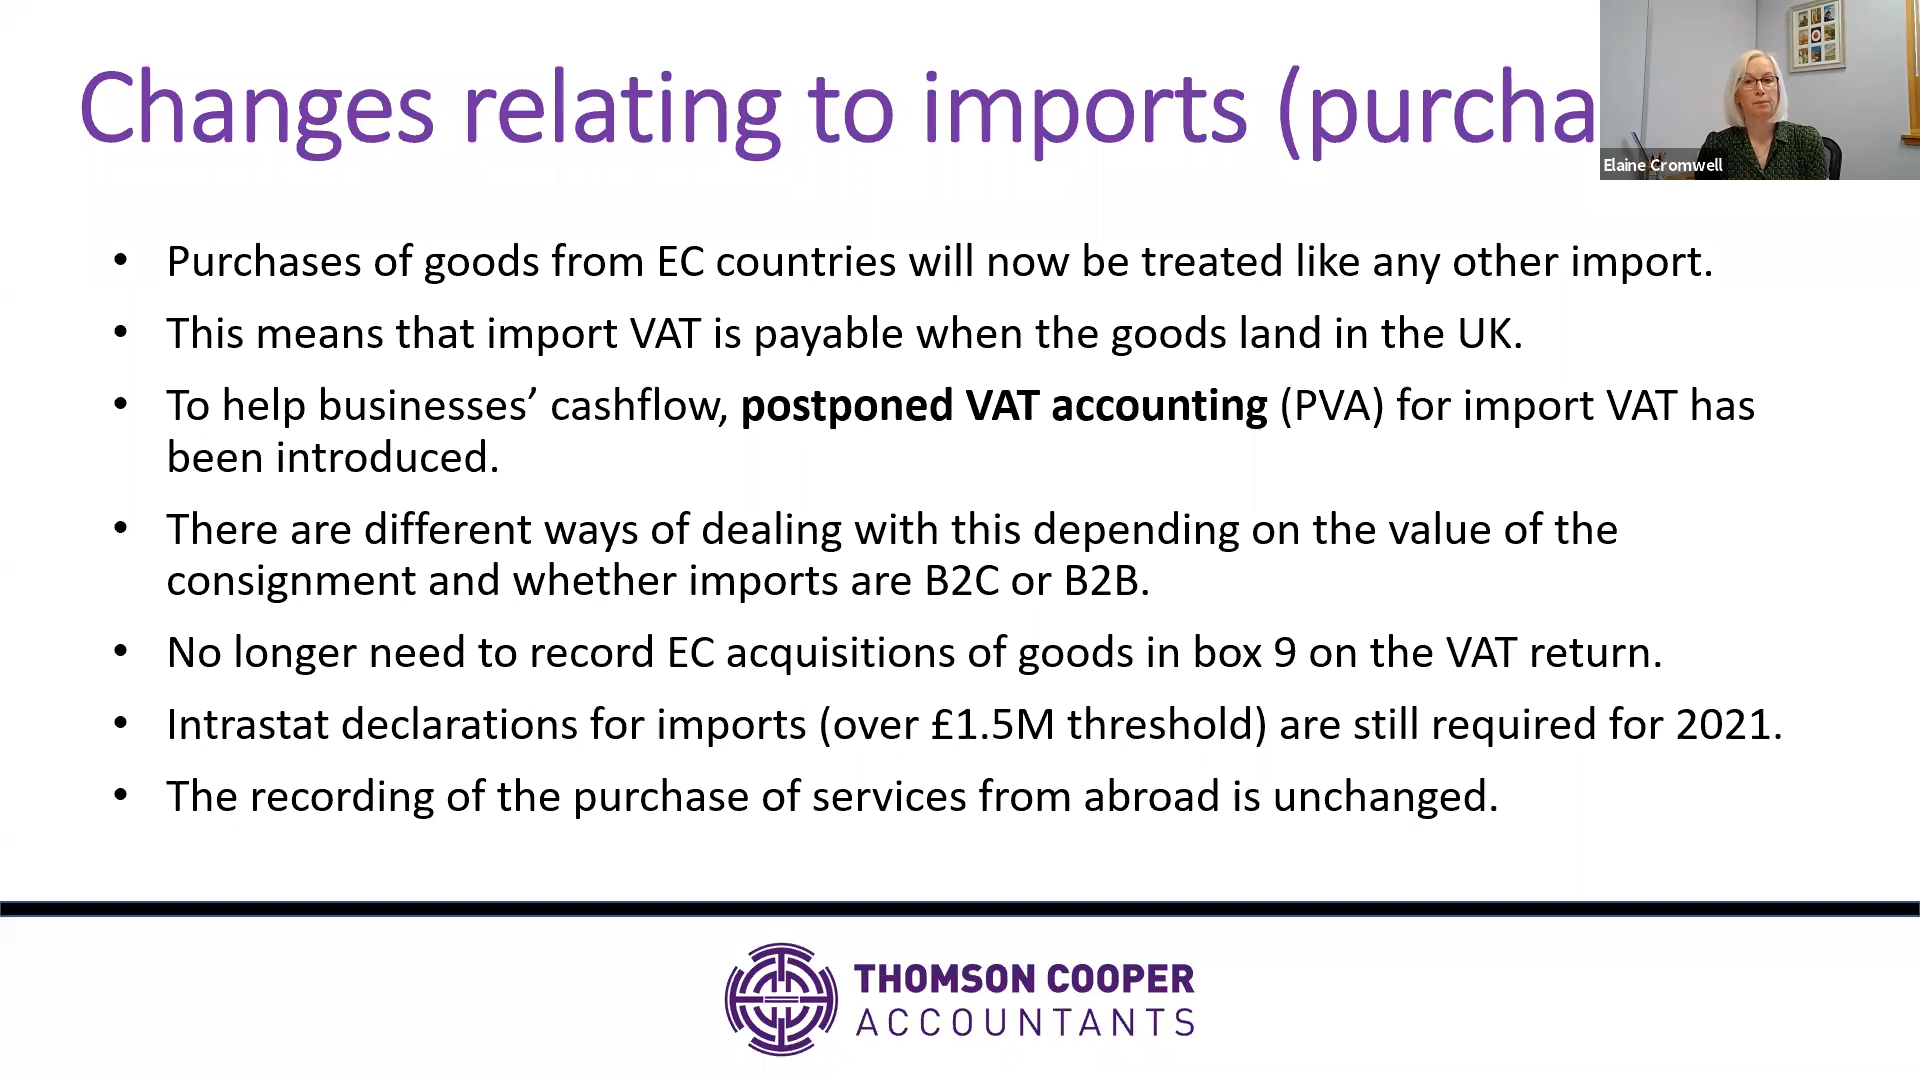 Changes relating to imports (purcha
Elaine Cromwell
• Purchases of goods from EC countries will now be treated like any other import.
• This means that import VAT is payable when the goods land in the UK.
• To help businesses’ cashflow, postponed VAT accounting (PVA) for import VAT has
been introduced.
• There are different ways of dealing with this depending on the value of the
consignment and whether imports are B2C or B2B.
• No longer need to record EC acquisitions of goods in box 9 on the VAT return.
• Intrastat declarations for imports (over £1.5M threshold) are still required for 2021.
• The recording of the purchase of services from abroad is unchanged.
THOMSON COOPER
ACCOUNTANTS